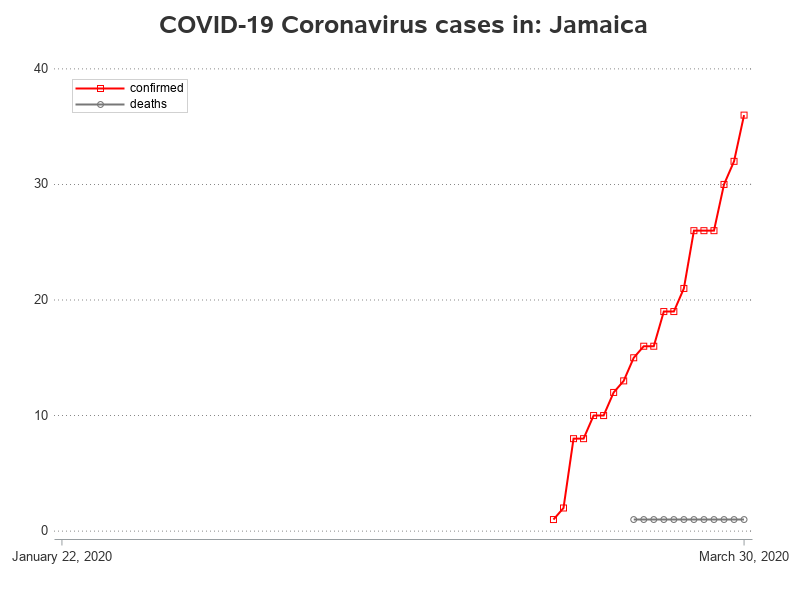 COVID-19 Coronavirus cases in: Jamaica
40
confirmed
deaths
30
20
10
0
January 22, 2020
March 30, 2020